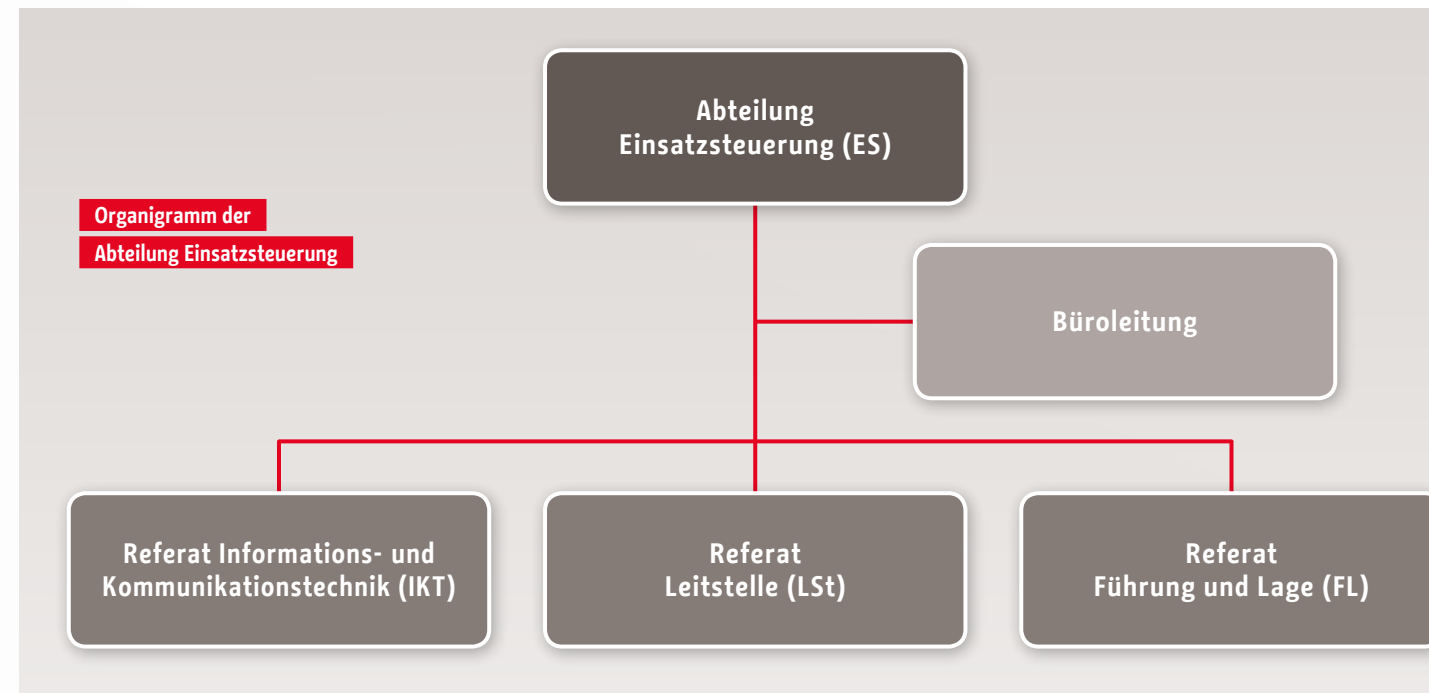 Abteilung
Einsatzsteuerung (ES)
Organigramm der
Abteilung Einsatzsteuerung
Büroleitung
Referat Informations- und
Kommunikationstechnik (IKT)
Referat
Leitstelle (LSt)
Referat
Führung und Lage (FL)